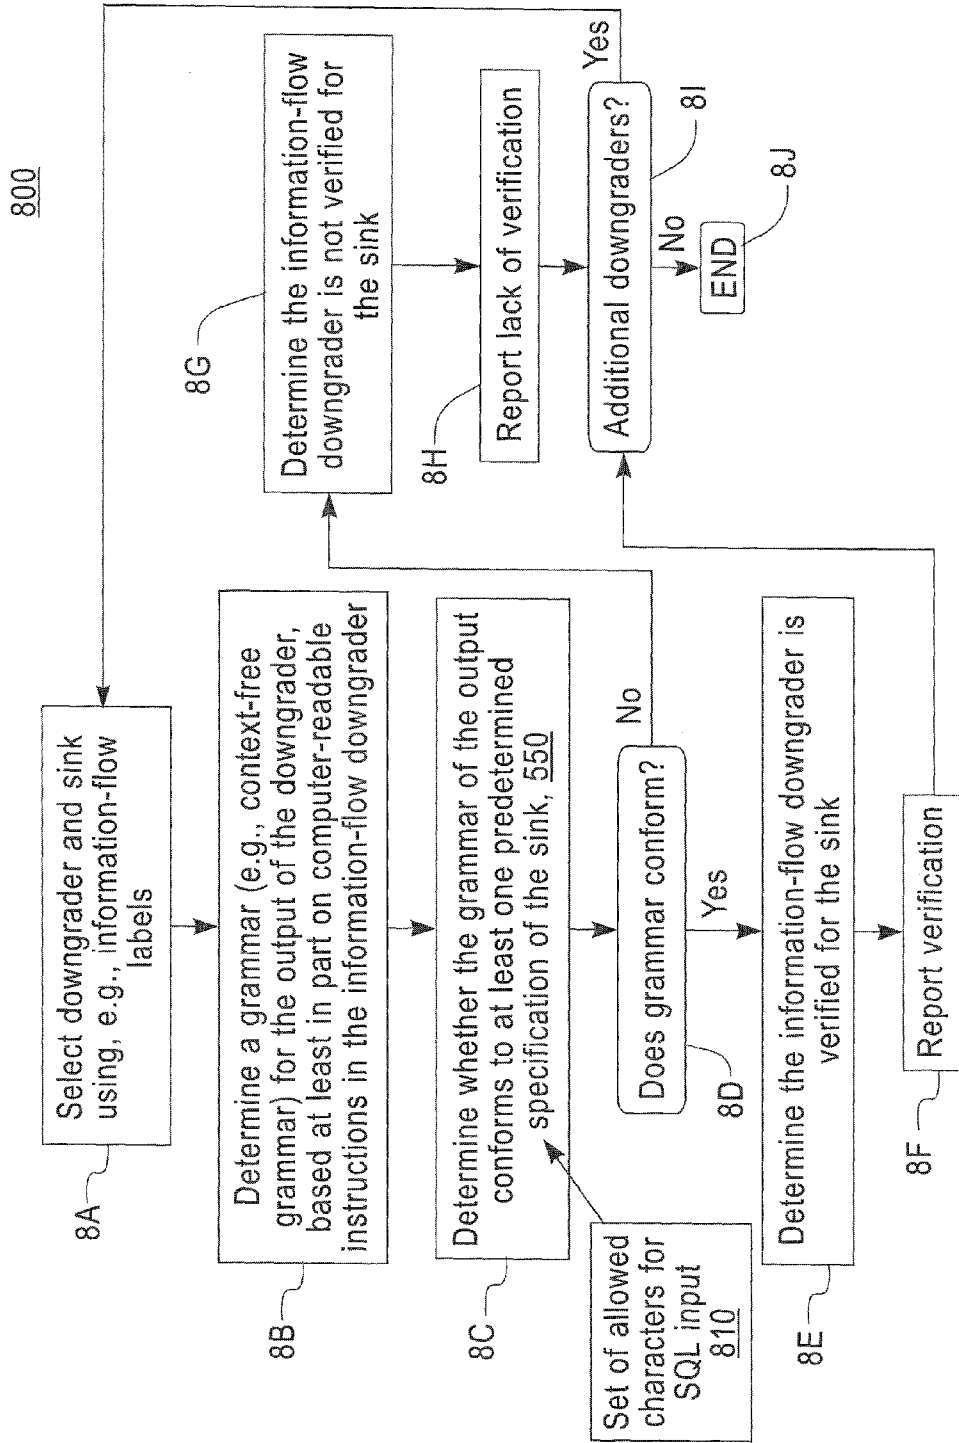 800
8A
Select downgrader and sink
using, e.g., information-flow
labels
8B
Determine a grammar (e.g., context-free
grammar) for the output of the downgrader,
based at least in part on computer-readable
instructions in the information-flow downgrader
8C
Determine whether the grammar of the output
conforms to at least one predetermined
specification of the sink, 550
Set of allowed
characters for
SQL input
810
Does grammar conform?
8D
No
Yes
8E
Determine the information-flow downgrader is
verified for the sink
8F
Report verification
8G
Determine the information-flow
downgrader is not verified for
the sink
8H
Report lack of verification
Additional downgraders?
8I
Yes
No
END
8J